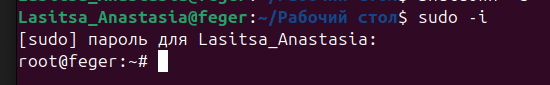 Lasitsa_Anastasia@feger:~/Рабочий стол$ sudo -i
[sudo] пароль для Lasitsa_Anastasia:
root@feger:~#